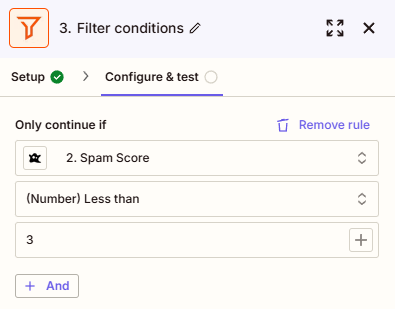 3. Filter conditions
Setup
Configure & test
Only continue if
Remove rule
2. Spam Score
(Number) Less than
3
+ And